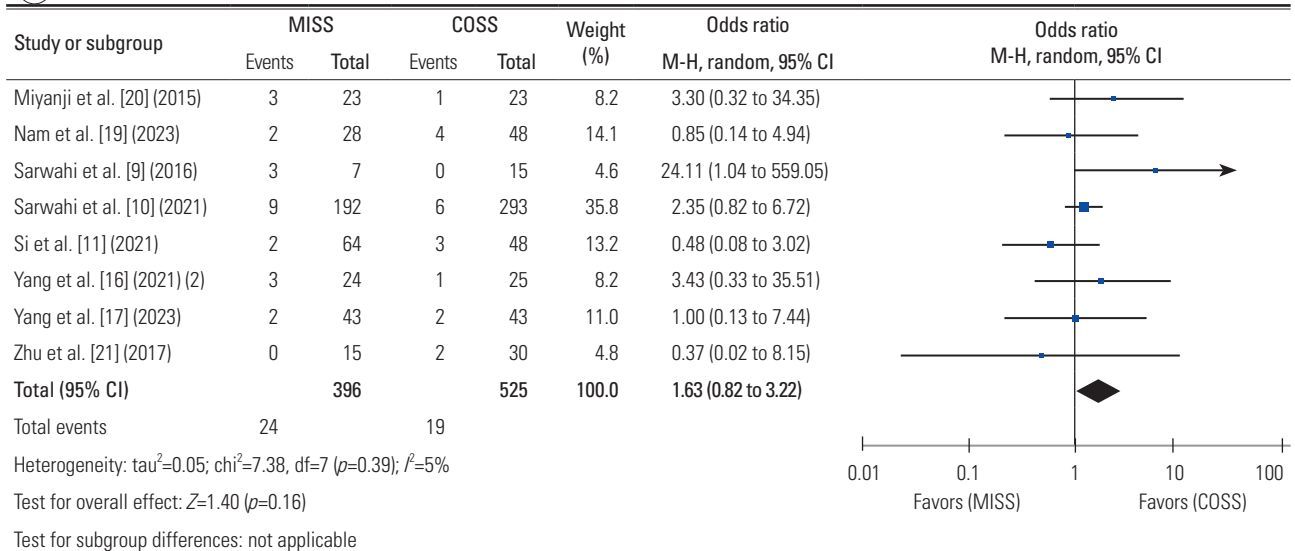 Study or subgroup MISS COSS Weight (%) Odds ratio Odds ratio
Events Total Events Total M-H, random, 95% CI M-H, random, 95% CI
Miyanji et al. [20] (2015) 3 23 1 23 8.2 3.30 (0.32 to 34.35)
Nam et al. [19] (2023) 2 28 4 48 14.1 0.85 (0.14 to 4.94)
Sarwahi et al. [9] (2016) 3 7 0 15 4.6 24.11 (1.04 to 559.05)
Sarwahi et al. [10] (2021) 9 192 6 293 35.8 2.35 (0.82 to 6.72)
Si et al. [11] (2021) 2 64 3 48 13.2 0.48 (0.08 to 3.02)
Yang et al. [16] (2021) (2) 3 24 1 25 8.2 3.43 (0.33 to 35.51)
Yang et al. [17] (2023) 2 43 2 43 11.0 1.00 (0.13 to 7.44)
Zhu et al. [21] (2017) 0 15 2 30 4.8 0.37 (0.02 to 8.15)
Total (95% CI) 396 525 100.0 1.63 (0.82 to 3.22)
Total events 24 19
Heterogeneity: tau²=0.05; chi²=7.38, df=7 (p=0.39); I²=5%
Test for overall effect: Z=1.40 (p=0.16)
Test for subgroup differences: not applicable
0.01 0.1 1 10 100
Favors (MISS) Favors (COSS)